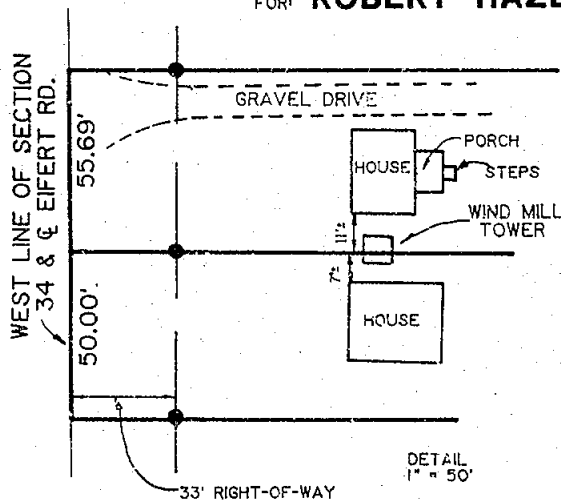 FOR: ROBERT HAZE
WEST LINE OF SECTION
34 & ℄ EIFERT RD.
55.69'
50.00'
GRAVEL DRIVE
HOUSE
PORCH
STEPS
WIND MILL
TOWER
11'±
7'±
HOUSE
33' RIGHT-OF-WAY
DETAIL
1" = 50'